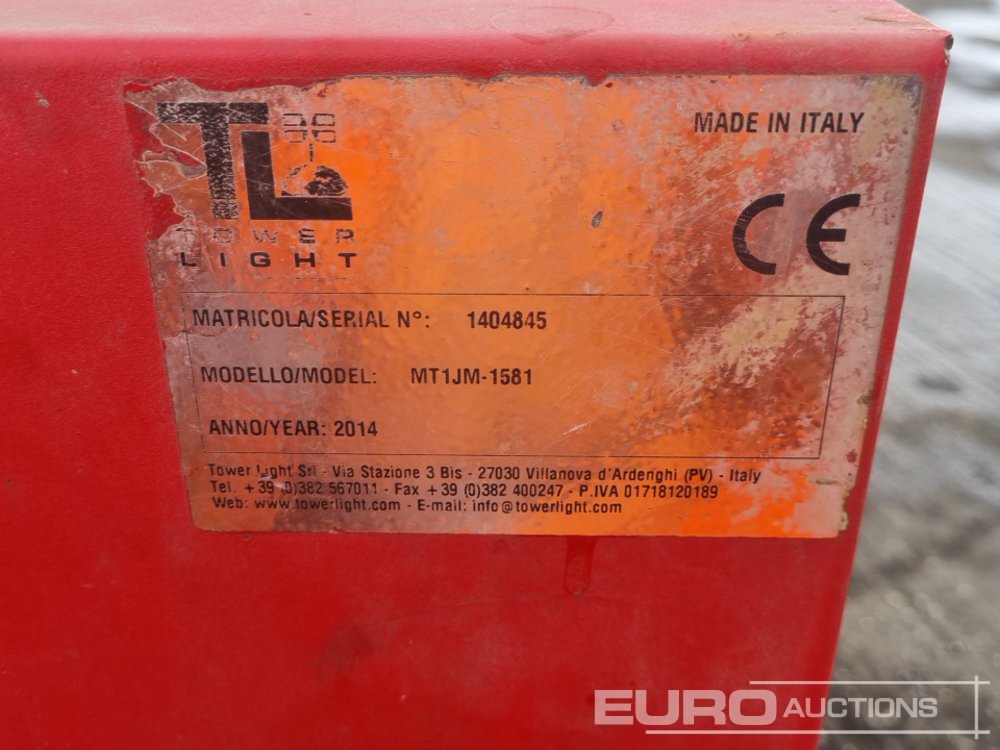 TL
TOWER
LIGHT
MADE IN ITALY
CE
MATRICOLA/SERIAL N°: 1404845
MODELLO/MODEL: MT1JM-1581
ANNO/YEAR: 2014
Tower Light Srl - Via Stazione 3 Bis - 27030 Villanova d'Ardenghi (PV) - Italy
Tel. +39 (0)382 567011 - Fax +39 (0)382 400247 - P.IVA 01718120189
Web: www.towerlight.com - E-mail: info@towerlight.com
EURO AUCTIONS